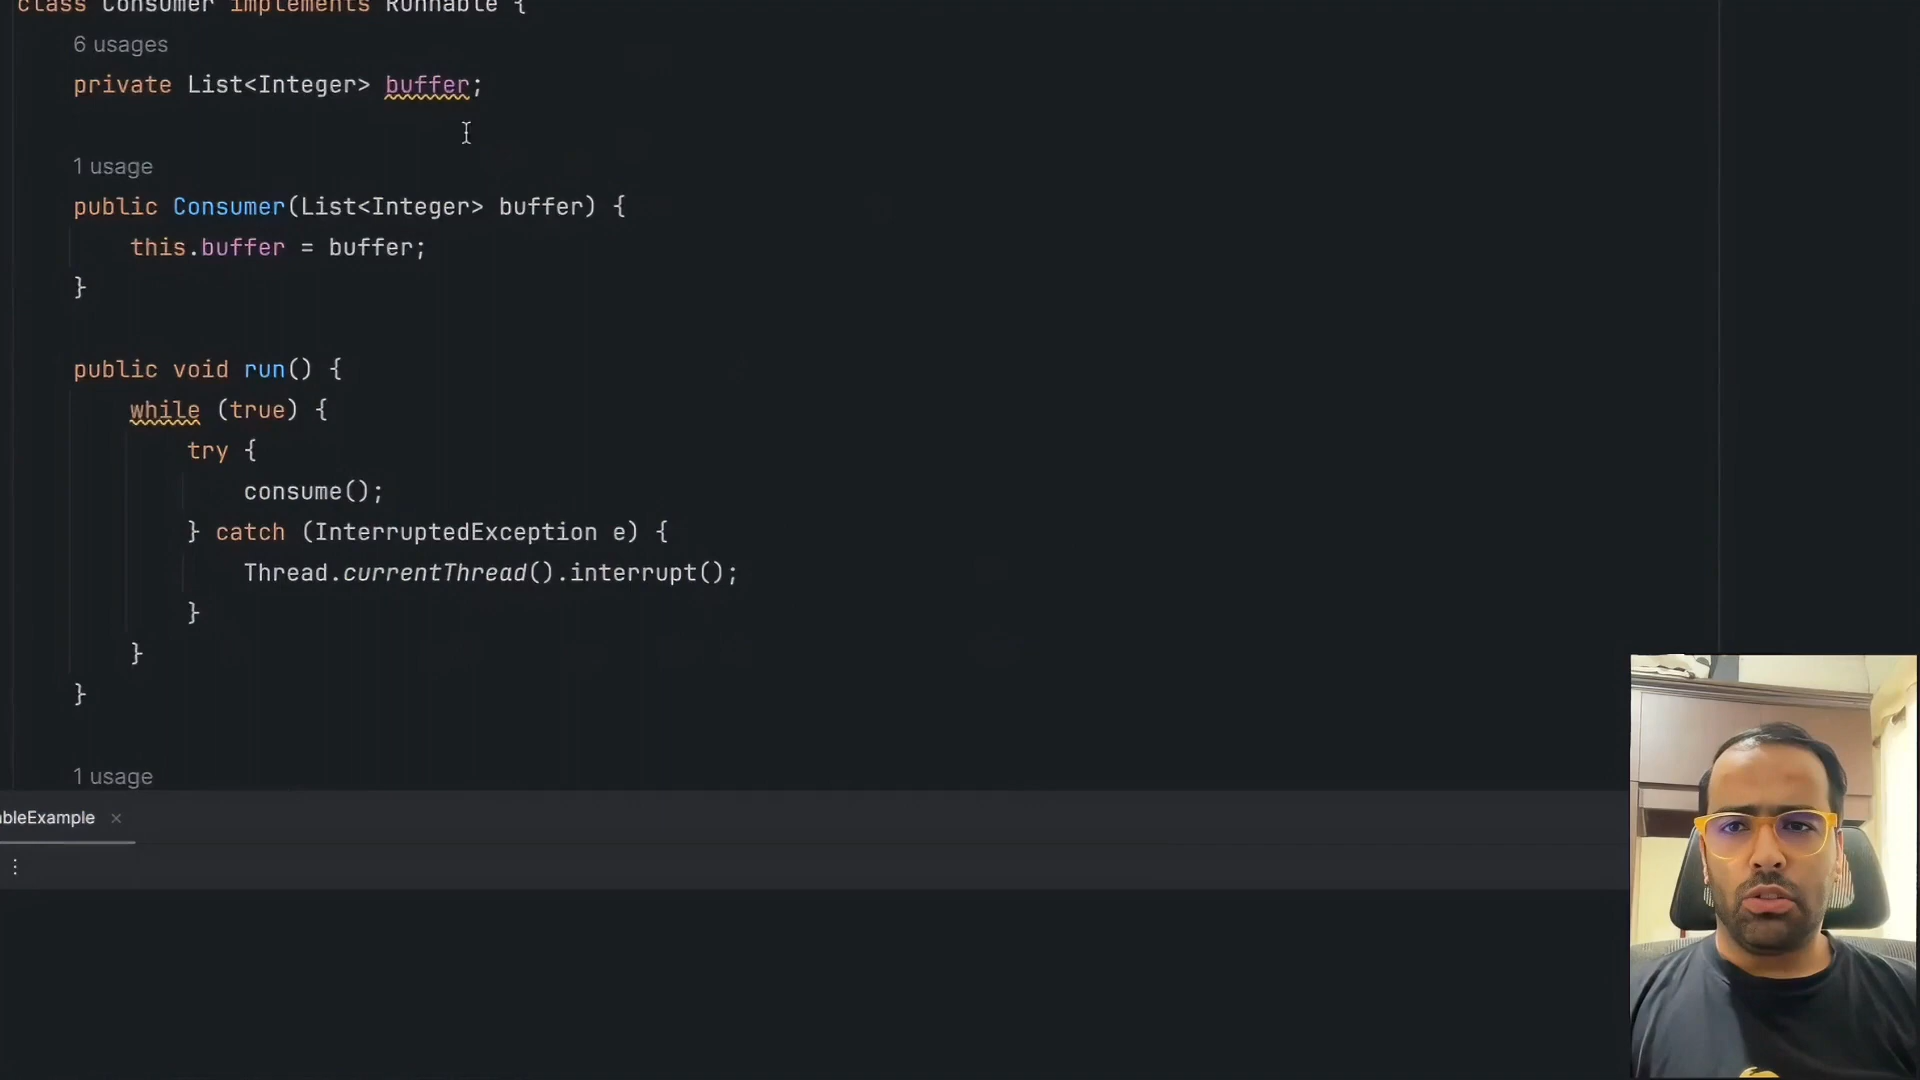 class Consumer implements Runnable {
6 usages
private List<Integer> buffer;
1 usage
public Consumer(List<Integer> buffer) {
this.buffer = buffer;
}
public void run() {
while (true) {
try {
consume();
} catch (InterruptedException e) {
Thread.currentThread().interrupt();
}
}
}
1 usage
ableExample ×